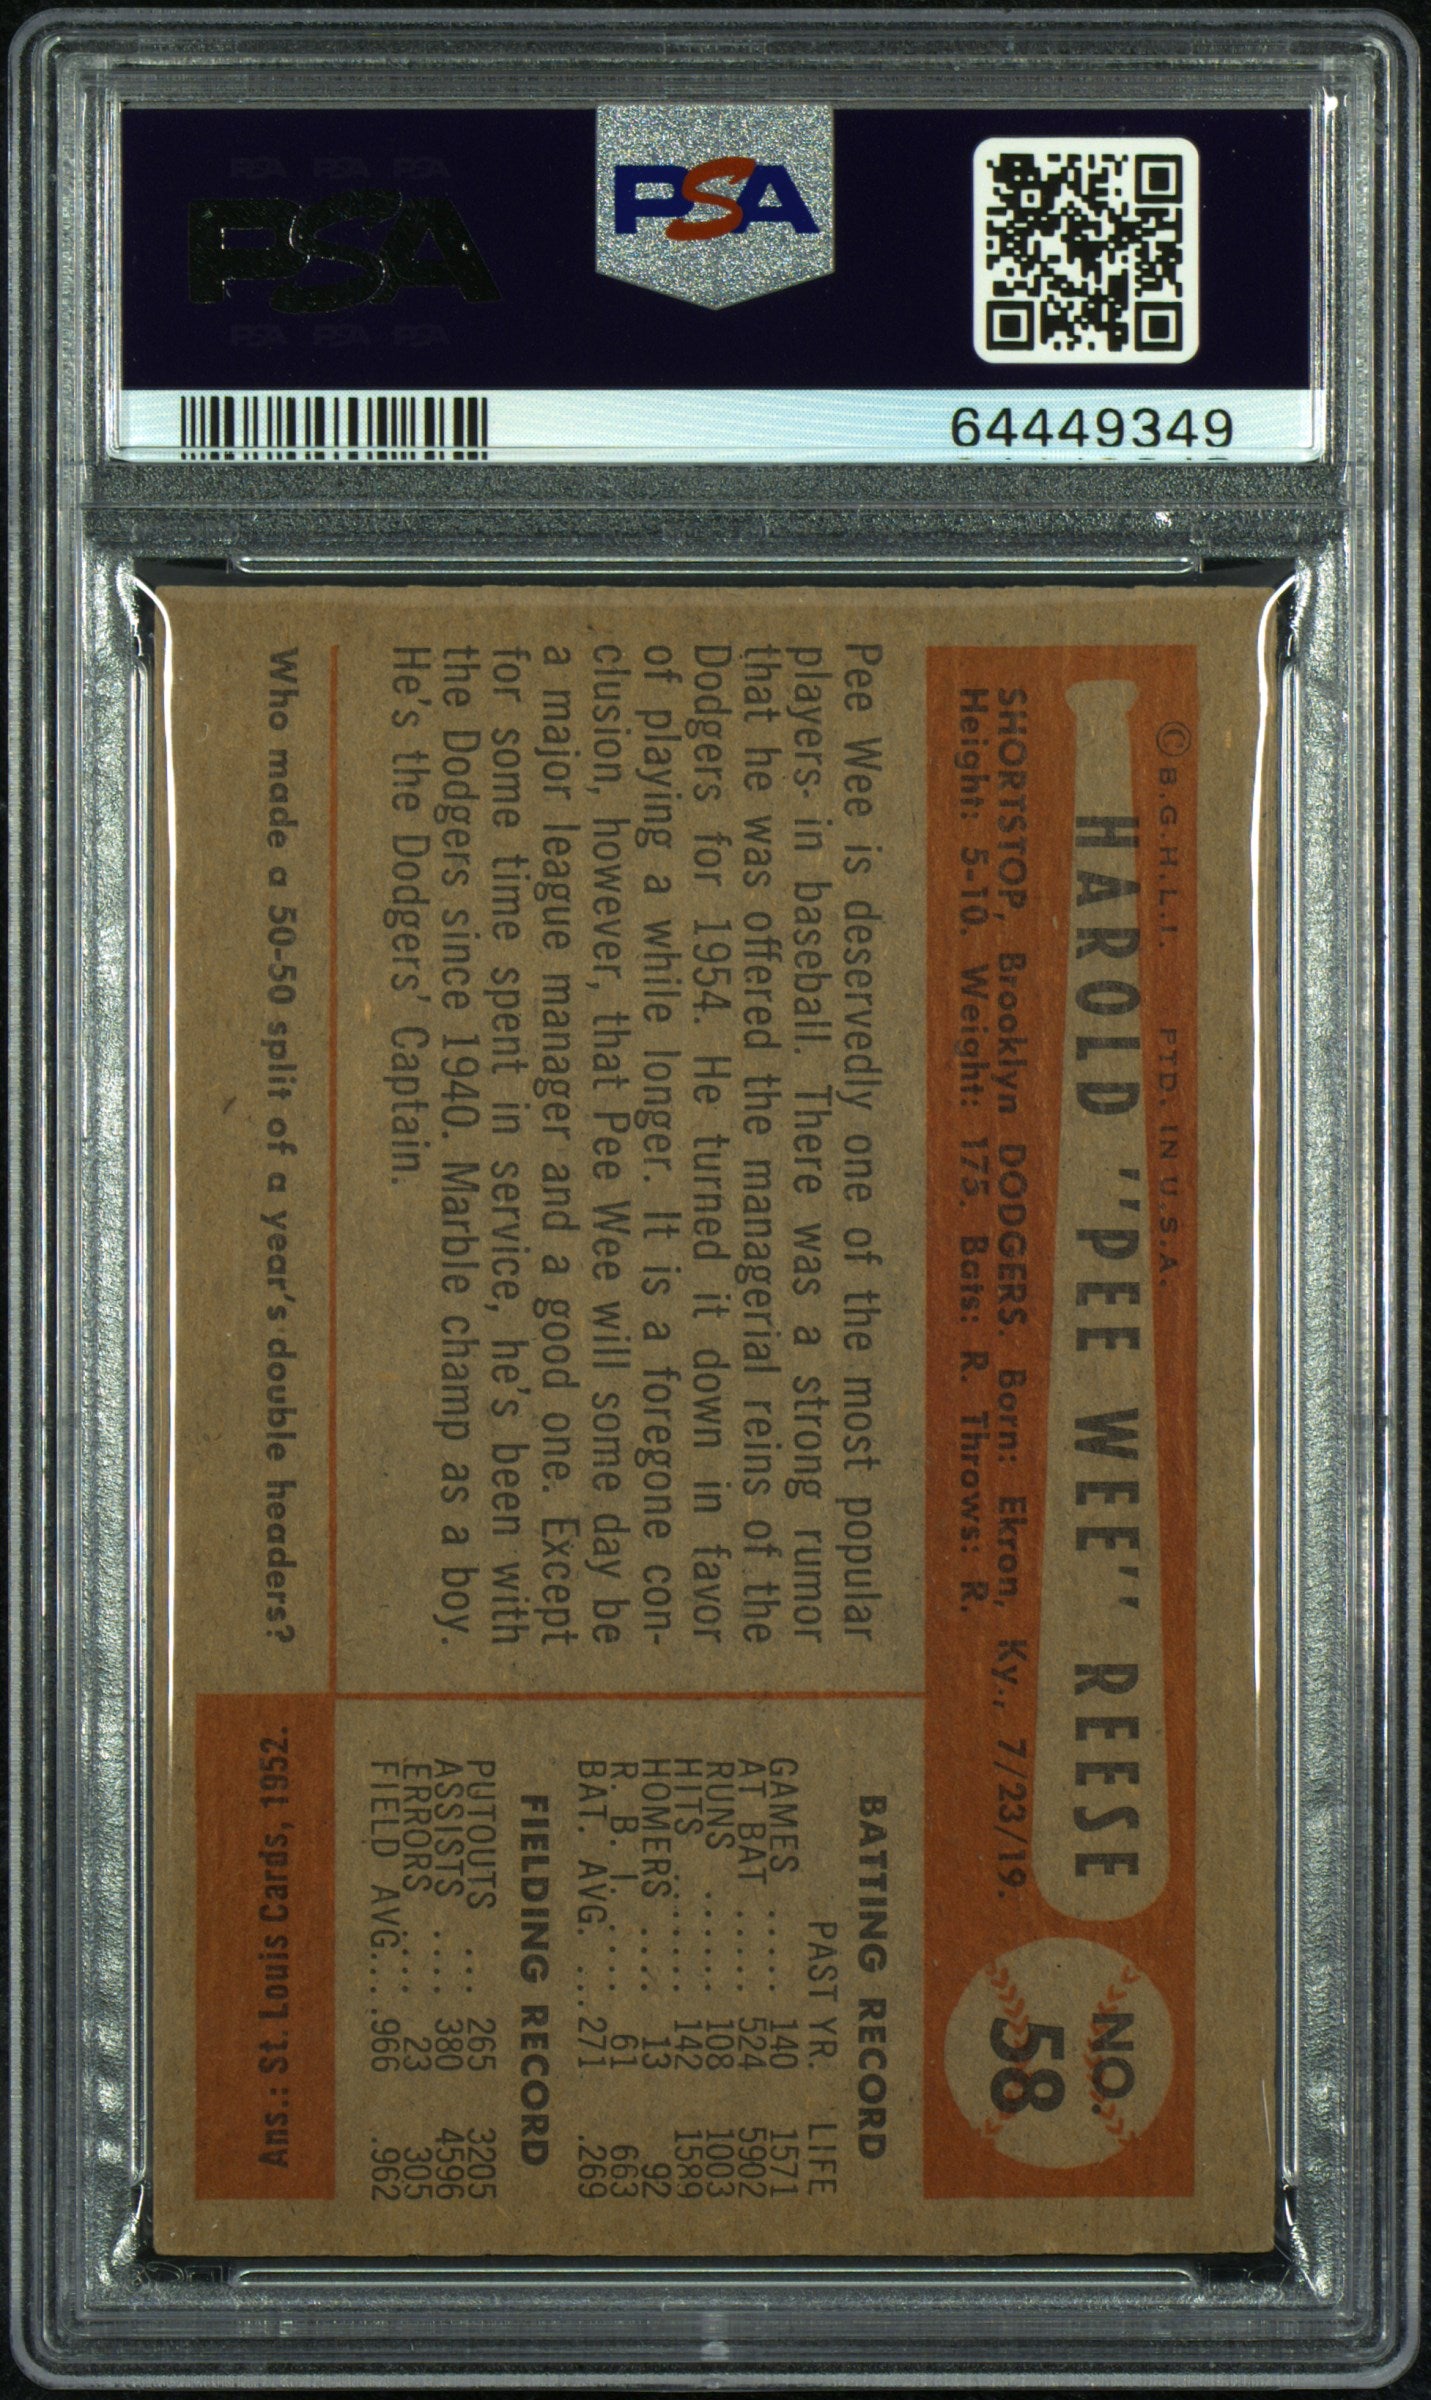 PSA PSA PSA
PSA
PSA PSA PSA
PSA
64449349
©B.G.H.L.I. PTD. IN U.S.A.
HAROLD "PEE WEE" REESE
NO.
58
SHORTSTOP, Brooklyn DODGERS. Born: Ekron, Ky., 7/23/19.
Height: 5-10. Weight: 175. Bats: R. Throws: R.
Pee Wee is deservedly one of the most popular
players in baseball. There was a strong rumor
that he was offered the managerial reins of the
Dodgers for 1954. He turned it down in favor
of playing a while longer. It is a foregone con-
clusion, however, that Pee Wee will some day be
a major league manager and a good one. Except
for some time spent in service, he's been with
the Dodgers since 1940. Marble champ as a boy.
He's the Dodgers' Captain.
BATTING RECORD
PAST YR. LIFE
GAMES ..... 140 1571
AT BAT ..... 524 5902
RUNS ...... 108 1003
HITS ...... 142 1589
HOMERS .... 13 92
R. B. I. .... 61 663
BAT. AVG. ...271 .269
FIELDING RECORD
PUTOUTS ... 265 3205
ASSISTS .... 380 4596
ERRORS .... 23 305
FIELD AVG....966 .962
Who made a 50-50 split of a year's double headers?
Ans.: St. Louis Cards, 1952.